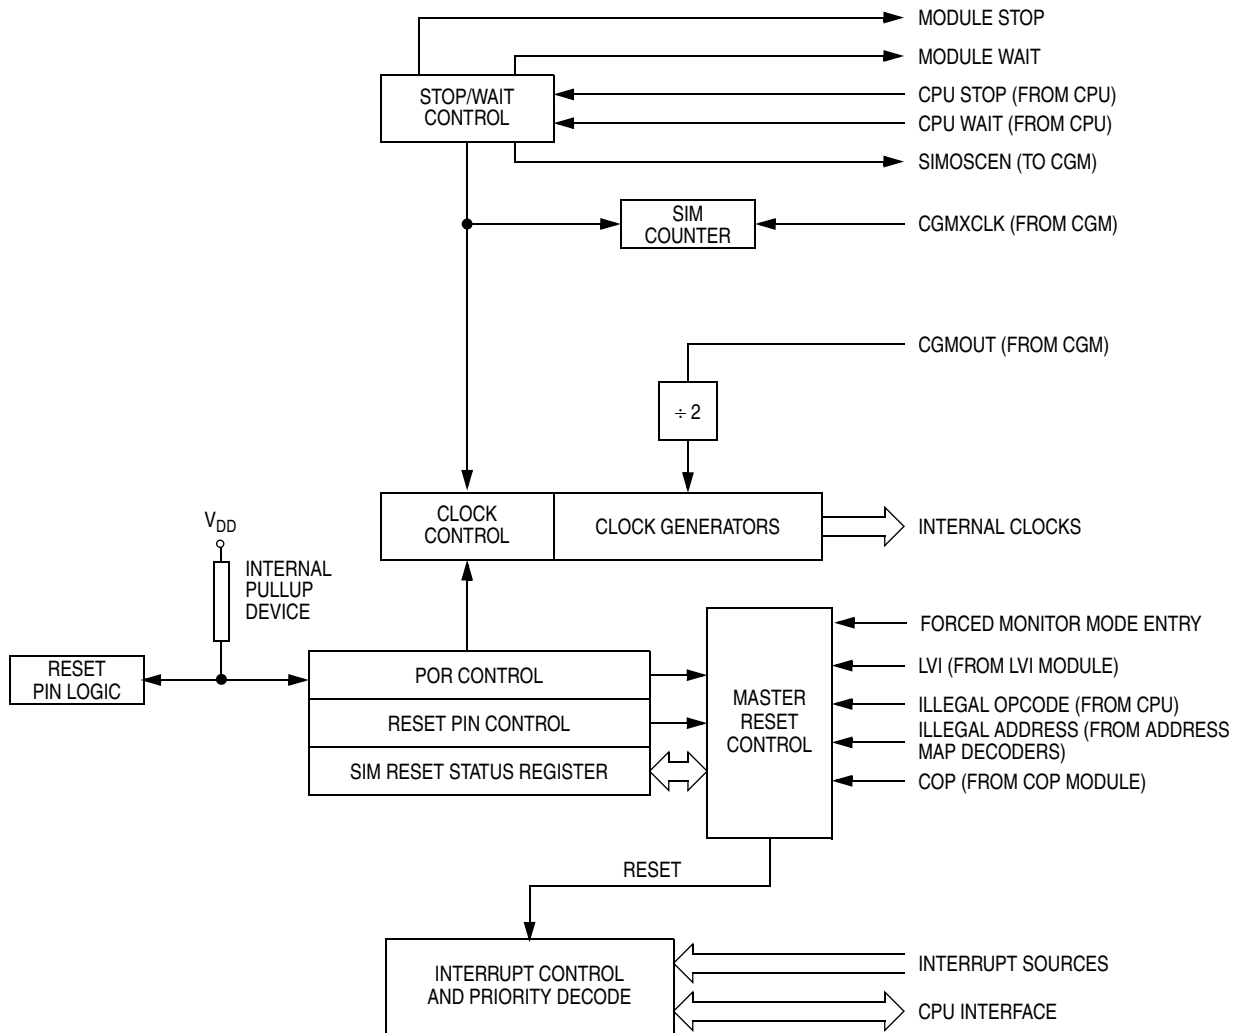 MODULE STOP
MODULE WAIT
STOP/WAIT
CONTROL
CPU STOP (FROM CPU)
CPU WAIT (FROM CPU)
SIMOSCEN (TO CGM)
SIM
COUNTER
CGMXCLK (FROM CGM)
CGMOUT (FROM CGM)
÷ 2
CLOCK
CONTROL
CLOCK GENERATORS
INTERNAL CLOCKS
VDD
INTERNAL
PULLUP
DEVICE
RESET
PIN LOGIC
POR CONTROL
RESET PIN CONTROL
SIM RESET STATUS REGISTER
MASTER
RESET
CONTROL
FORCED MONITOR MODE ENTRY
LVI (FROM LVI MODULE)
ILLEGAL OPCODE (FROM CPU)
ILLEGAL ADDRESS (FROM ADDRESS
MAP DECODERS)
COP (FROM COP MODULE)
RESET
INTERRUPT CONTROL
AND PRIORITY DECODE
INTERRUPT SOURCES
CPU INTERFACE